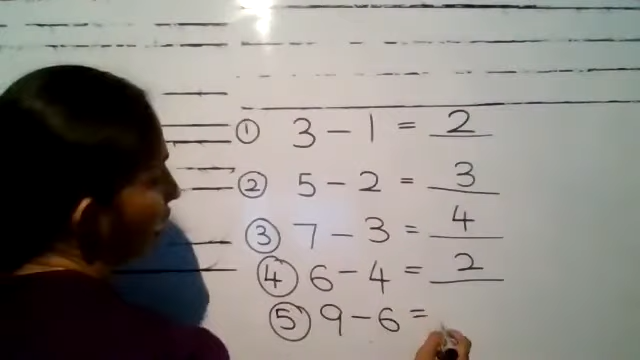 ① 3 - 1 = 2
② 5 - 2 = 3
③ 7 - 3 = 4
④ 6 - 4 = 2
⑤ 9 - 6 =